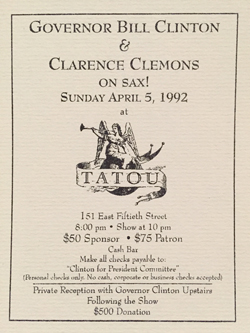 GOVERNOR BILL CLINTON
&
CLARENCE CLEMONS
ON SAX!
SUNDAY APRIL 5, 1992
at
TATOU
151 East Fiftieth Street
8:00 pm • Show at 10 pm
$50 Sponsor • $75 Patron
Cash Bar
Make all checks payable to:
"Clinton for President Committee"
(Personal checks only. No cash, corporate or business checks accepted)
Private Reception with Governor Clinton Upstairs
Following the Show
$500 Donation